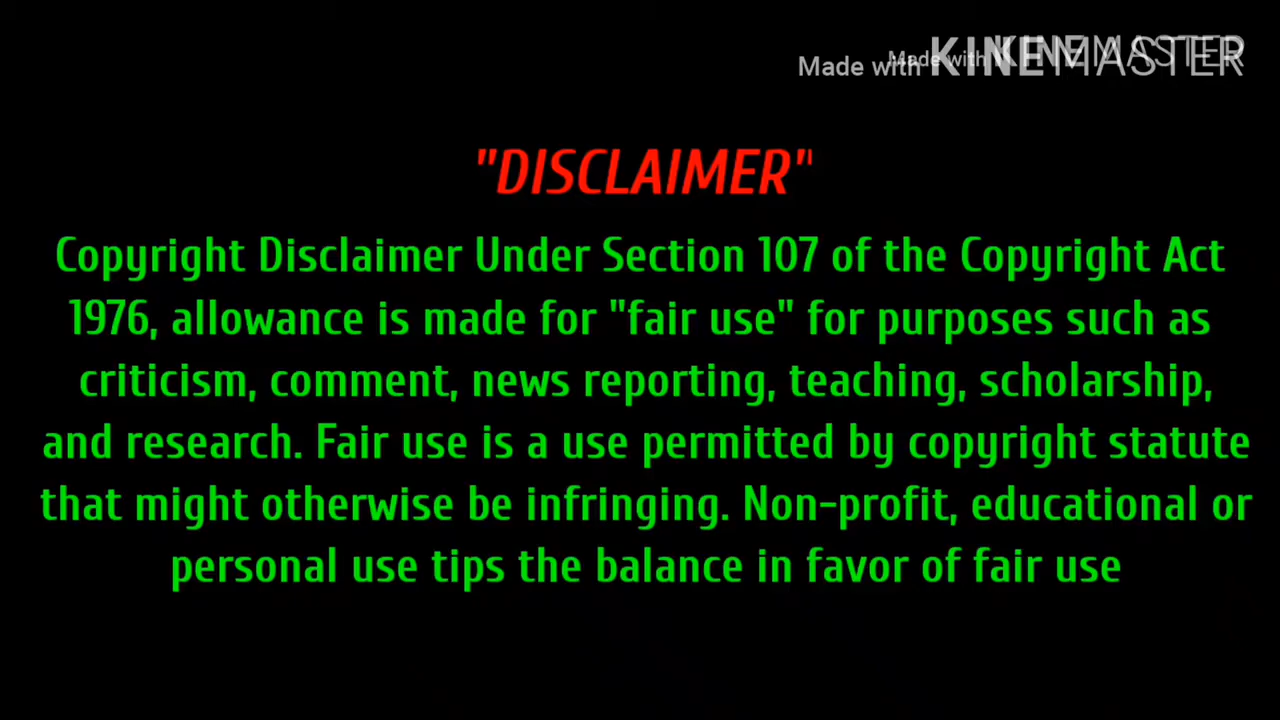 Made with KINEMASTER
Made with KINEMASTER
"DISCLAIMER"
Copyright Disclaimer Under Section 107 of the Copyright Act
1976, allowance is made for "fair use" for purposes such as
criticism, comment, news reporting, teaching, scholarship,
and research. Fair use is a use permitted by copyright statute
that might otherwise be infringing. Non-profit, educational or
personal use tips the balance in favor of fair use